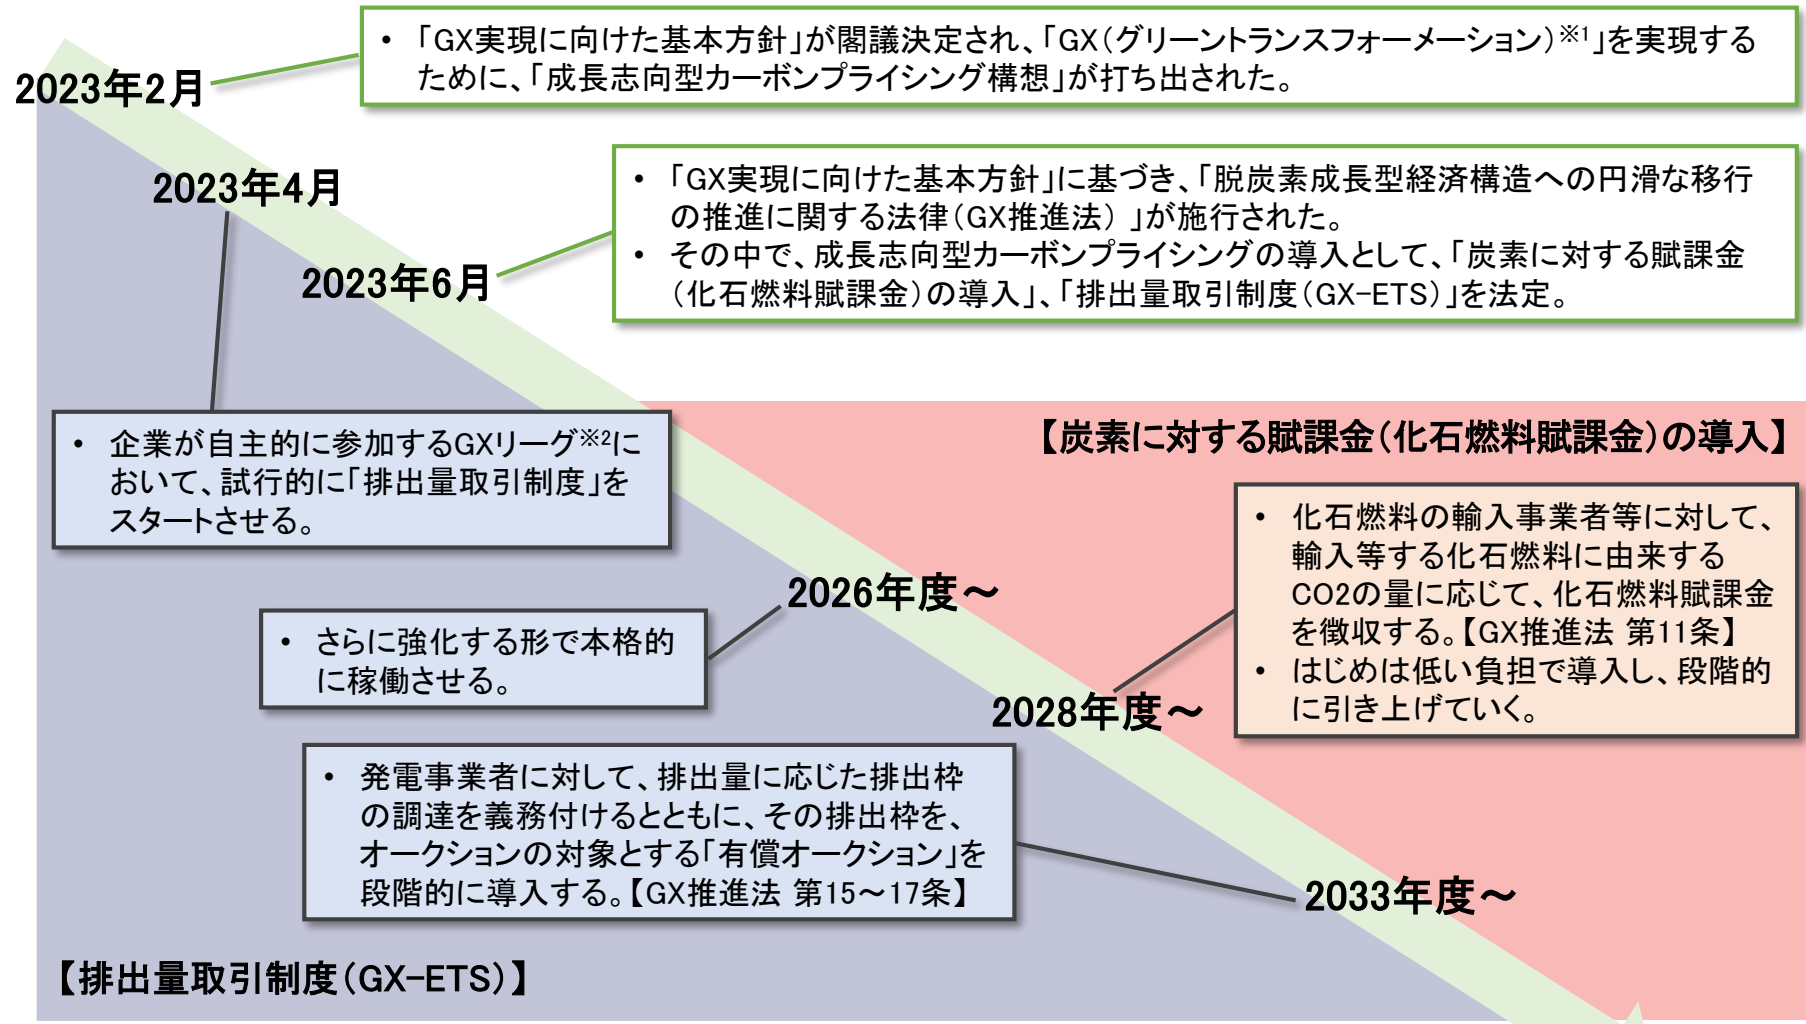 2023年2月
• 「GX実現に向けた基本方針」が閣議決定され、「GX（グリーントランスフォーメーション）※1」を実現する
ために、「成長志向型カーボンプライシング構想」が打ち出された。
2023年4月
2023年6月
• 「GX実現に向けた基本方針」に基づき、「脱炭素成長型経済構造への円滑な移行
の推進に関する法律（GX推進法）」が施行された。
• その中で、成長志向型カーボンプライシングの導入として、「炭素に対する賦課金
（化石燃料賦課金）の導入」、「排出量取引制度（GX-ETS）」を法定。
• 企業が自主的に参加するGXリーグ※2に
おいて、試行的に「排出量取引制度」を
スタートさせる。
【炭素に対する賦課金（化石燃料賦課金）の導入】
• 化石燃料の輸入事業者等に対して、
輸入等する化石燃料に由来する
CO2の量に応じて、化石燃料賦課金
を徴収する。【GX推進法 第11条】
• はじめは低い負担で導入し、段階的
に引き上げていく。
2026年度～
• さらに強化する形で本格的
に稼働させる。
2028年度～
• 発電事業者に対して、排出量に応じた排出枠
の調達を義務付けるとともに、その排出枠を、
オークションの対象とする「有償オークション」を
段階的に導入する。【GX推進法 第15～17条】
2033年度～
【排出量取引制度（GX-ETS）】